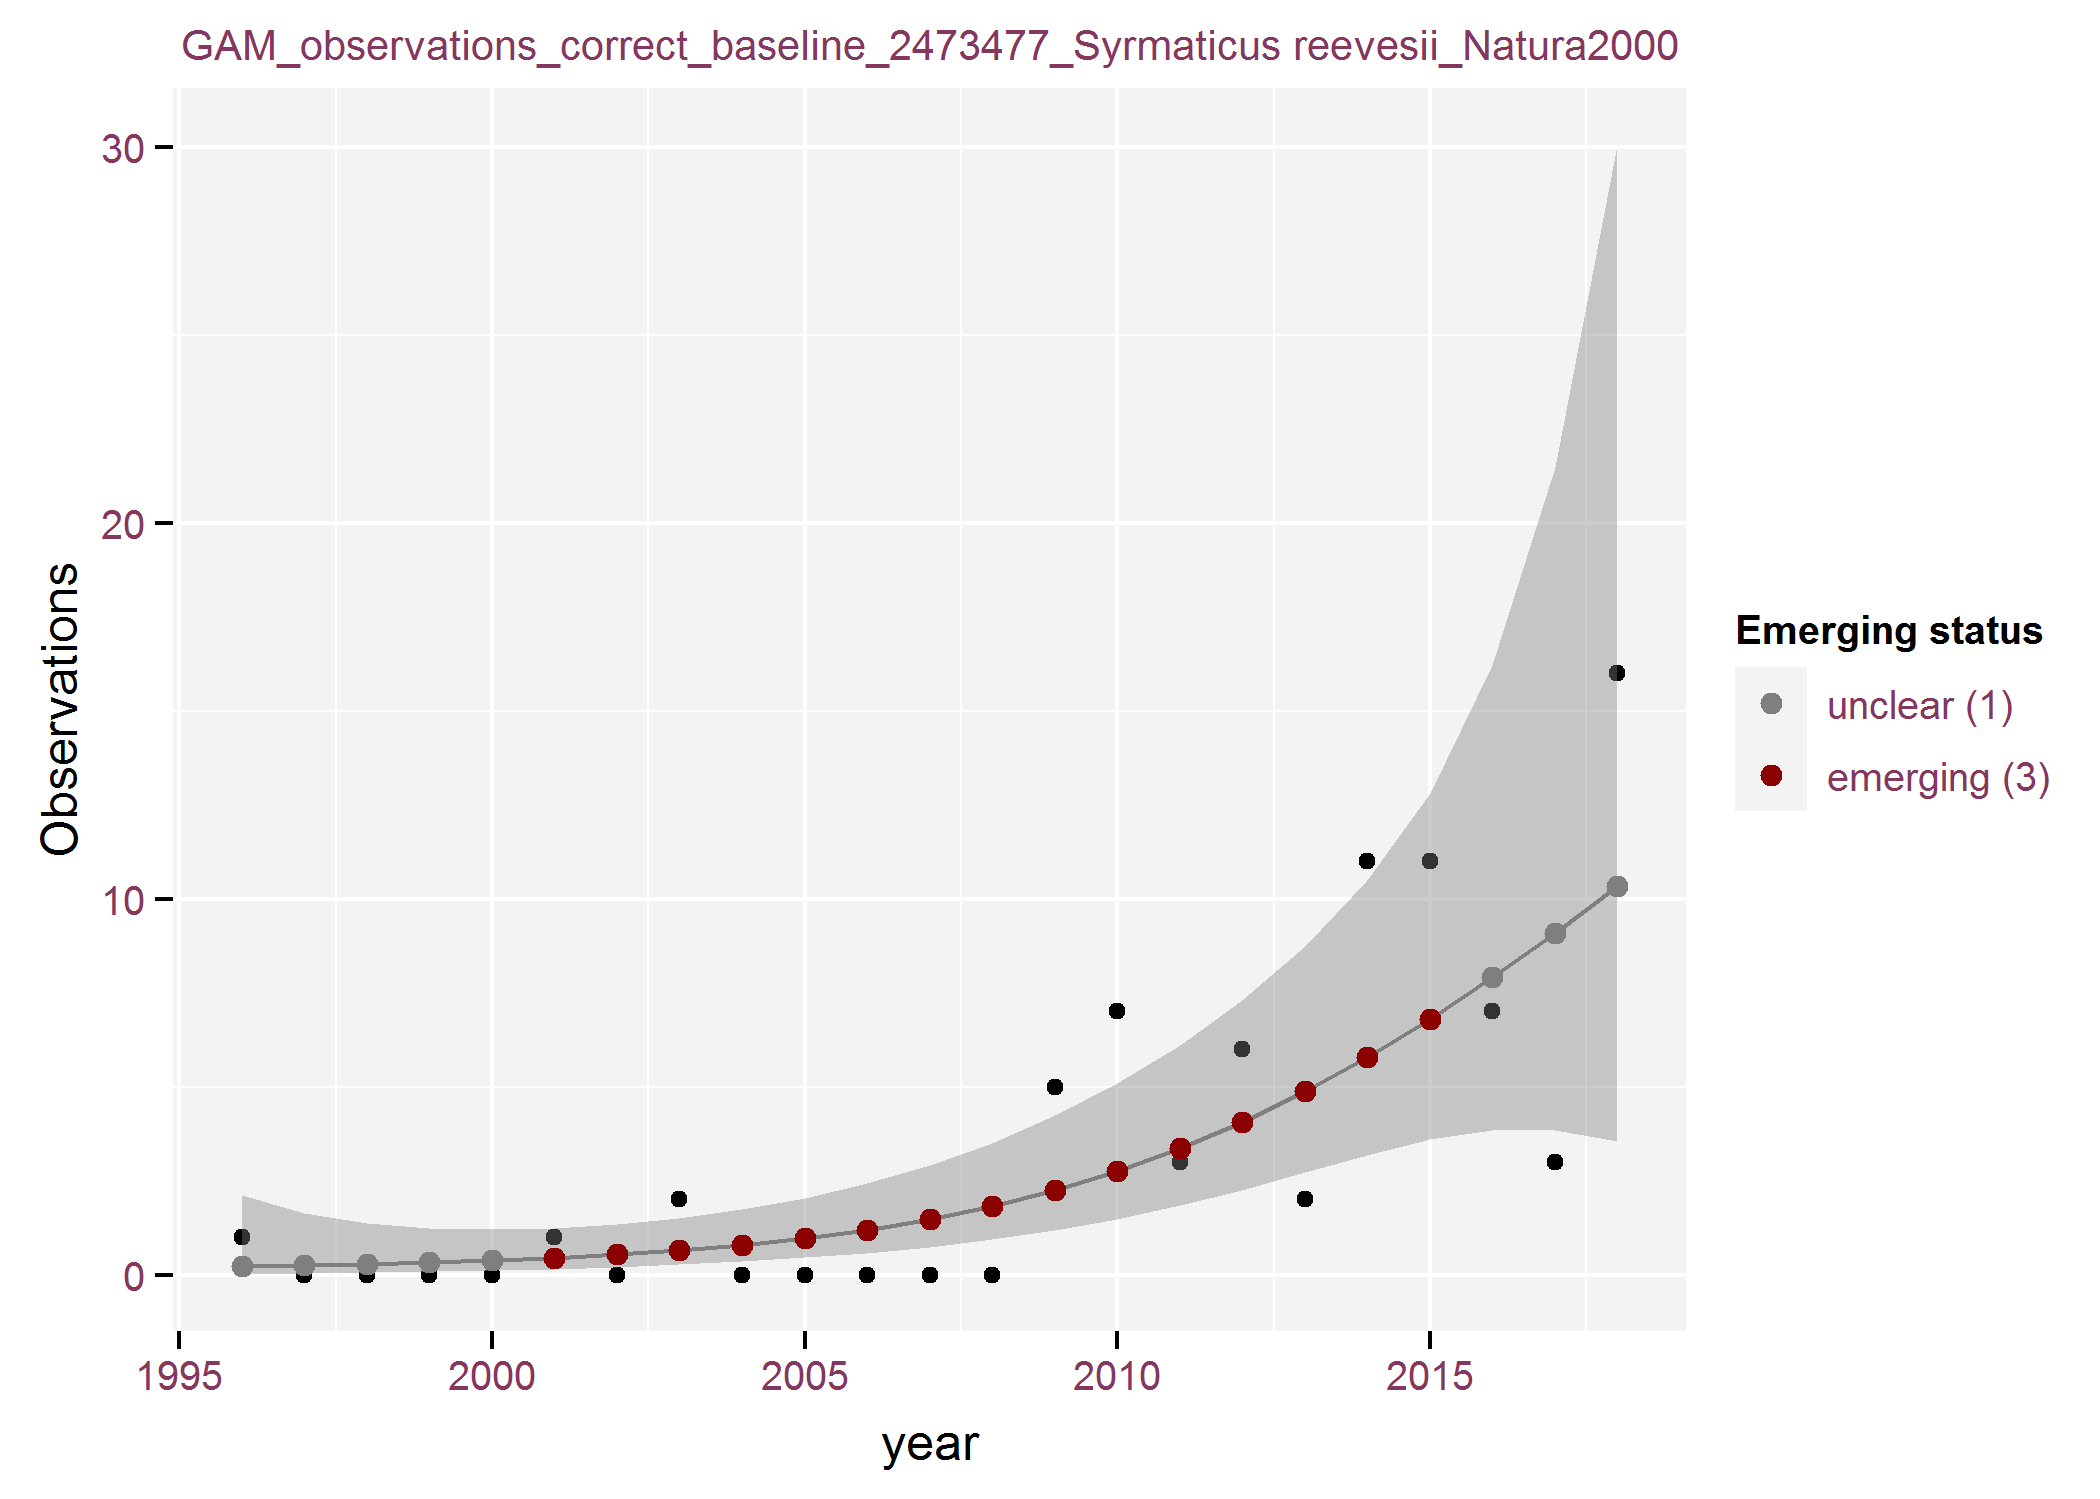 GAM_observations_correct_baseline_2473477_Syrmaticus reevesii_Natura2000
30
20
10
0
Observations
1995 2000 2005 2010 2015
year
Emerging status
unclear (1)
emerging (3)